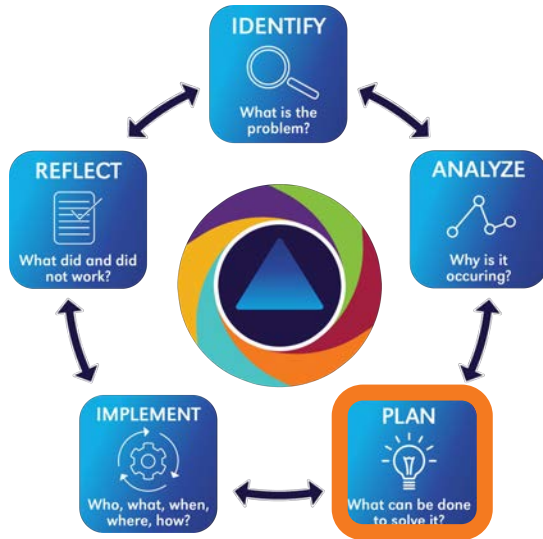 IDENTIFY
What is the
problem?
ANALYZE
Why is it
occuring?
PLAN
What can be done
to solve it?
IMPLEMENT
Who, what, when,
where, how?
REFLECT
What did and did
not work?